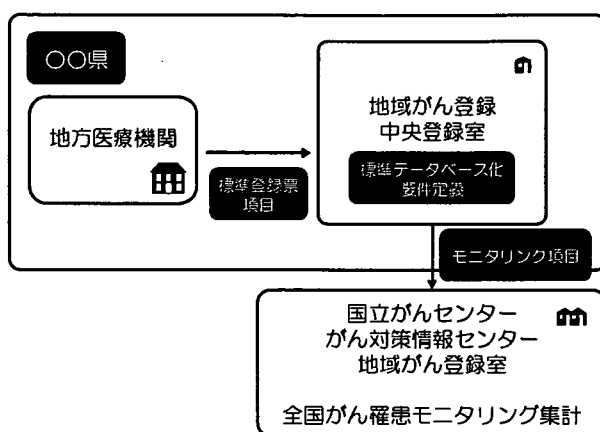 〇〇県
地方医療機関
標準登録票
項目
地域がん登録
中央登録室
標準データベース化
要件定義
モニタリング項目
国立がんセンター
がん対策情報センター
地域がん登録室
全国がん罹患モニタリング集計